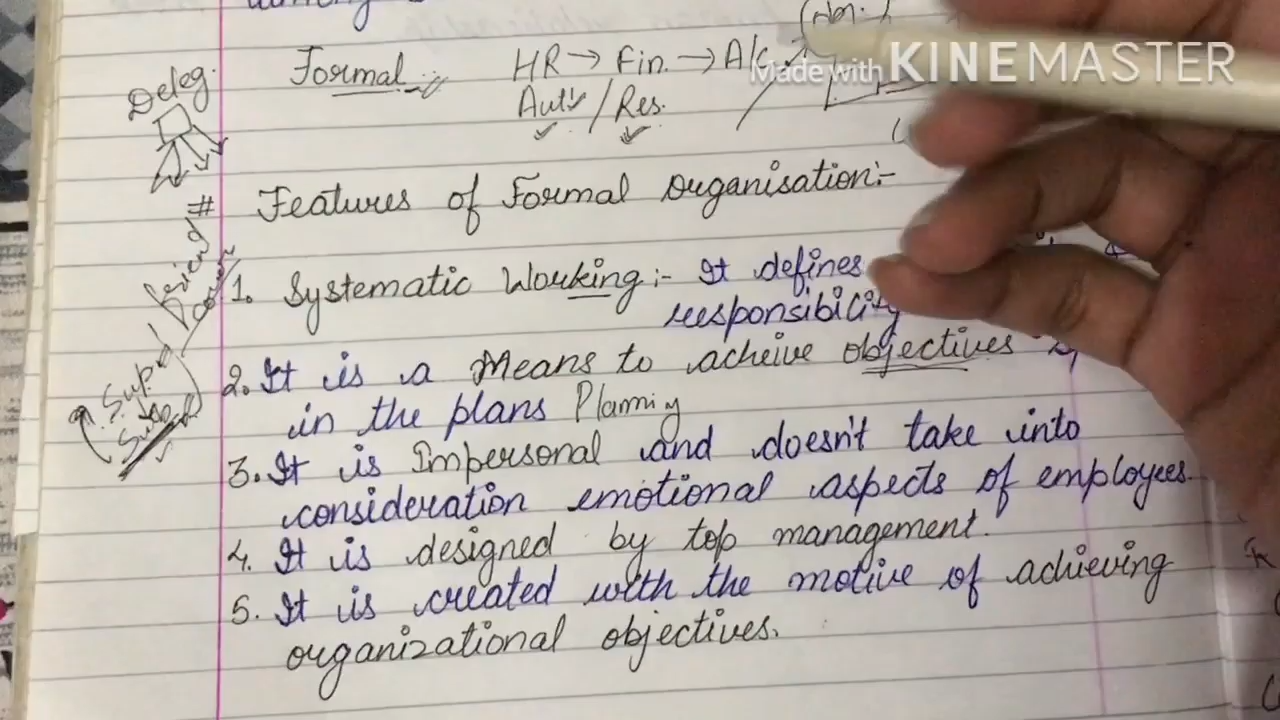 Formal :-
HR → Fin. → A/C
Auth / Res.
Made with KINEMASTER
Deleg.
# Features of Formal Organisation:-
1. Systematic Working :- It defines
responsibility
2. It is a Means to acheive objectives
in the plans Planning
3. It is Impersonal and doesn't take into
consideration emotional aspects of employees.
4. It is designed by top management.
5. It is created with the motive of achieving
organizational objectives.
friend
Sup.